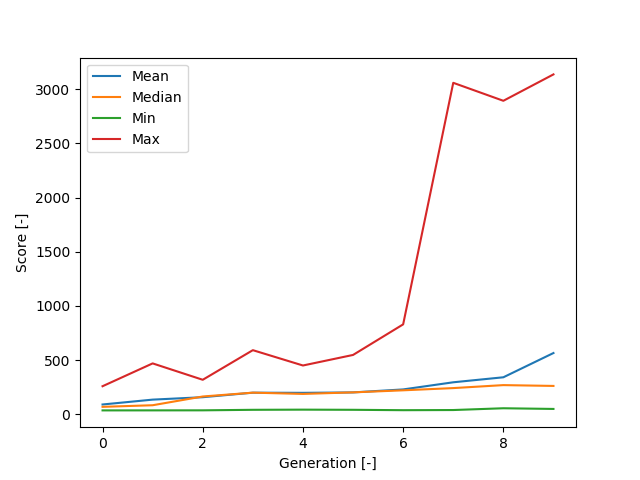 Mean
Median
Min
Max
3000
2500
2000
1500
1000
500
0
Score [-]
0 2 4 6 8
Generation [-]